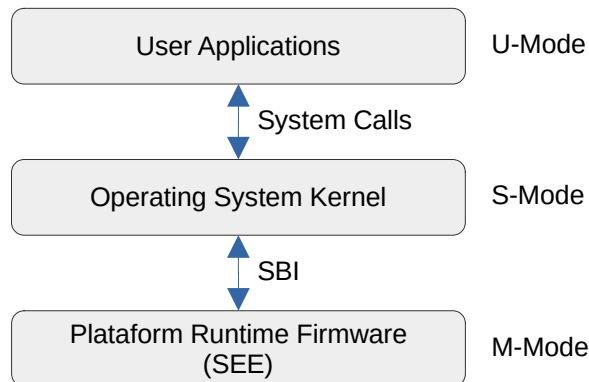 User Applications
U-Mode
System Calls
Operating System Kernel
S-Mode
SBI
Plataform Runtime Firmware
(SEE)
M-Mode